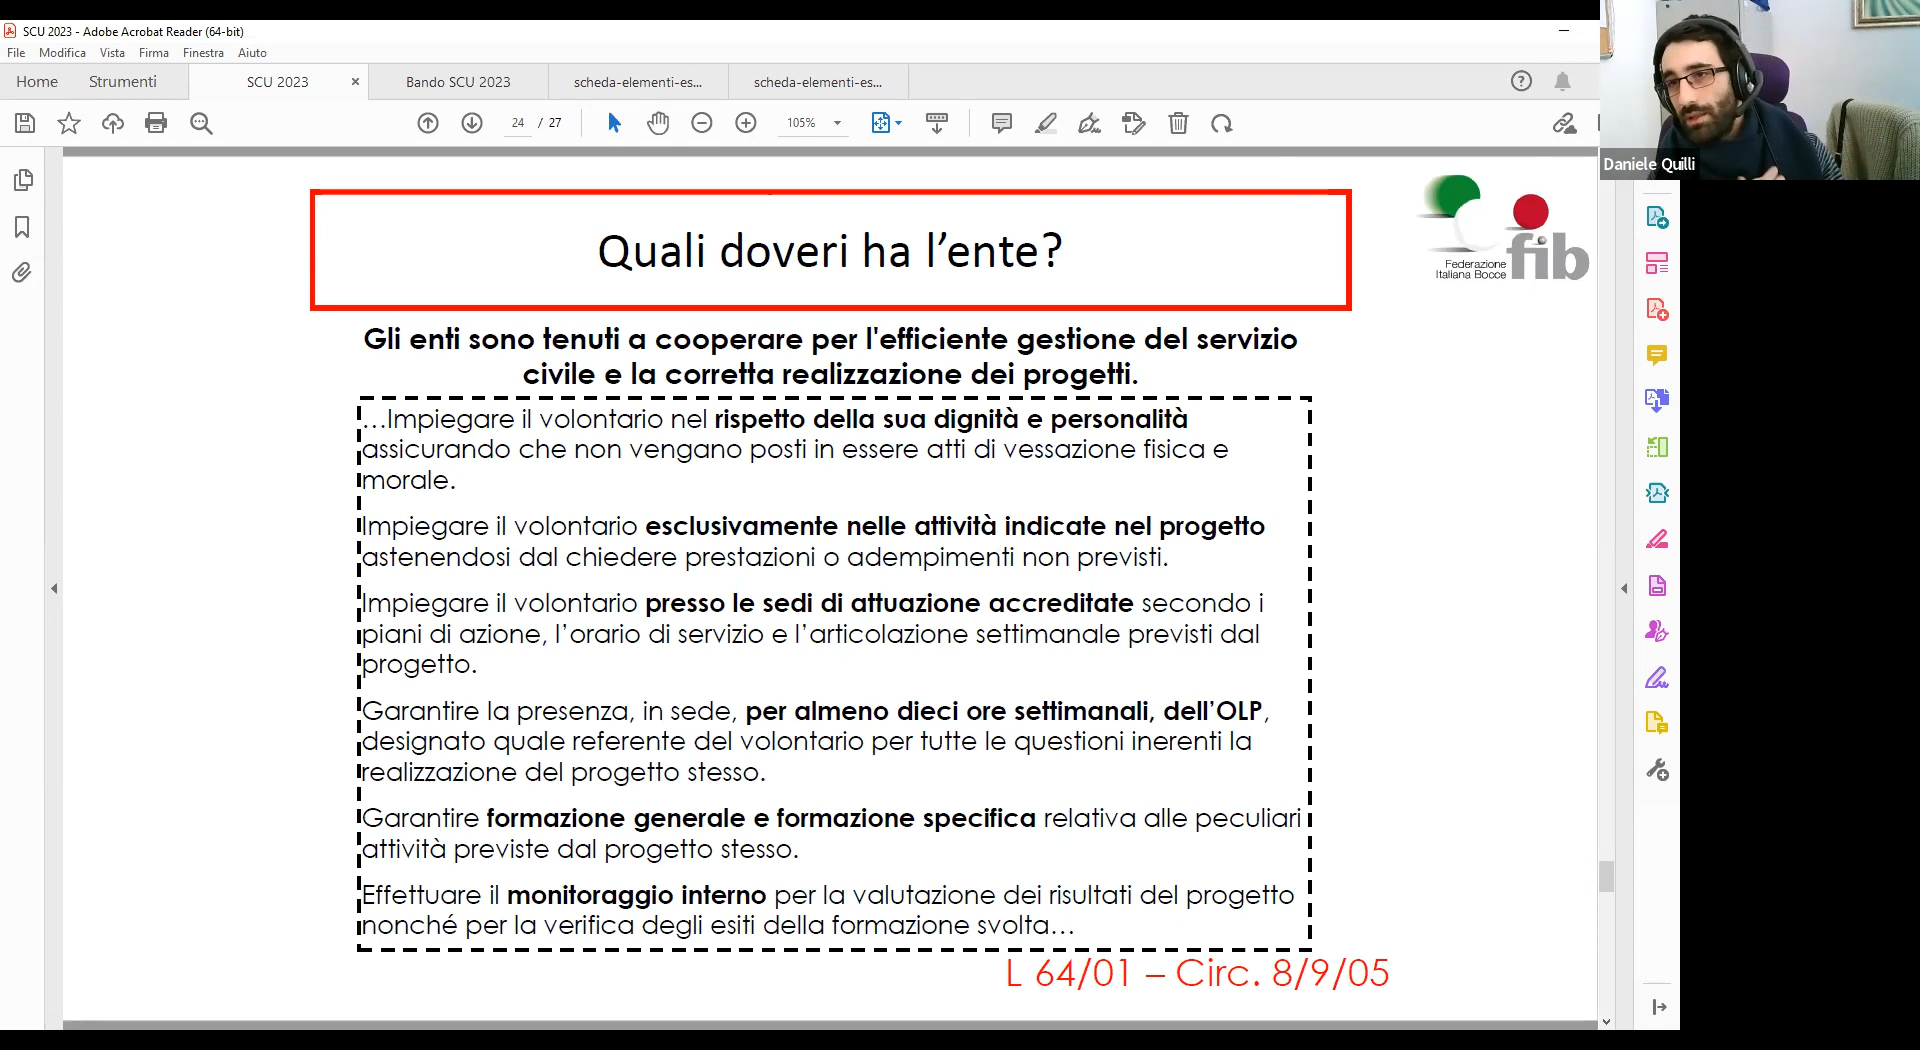 SCU 2023 - Adobe Acrobat Reader (64-bit)
File Modifica Vista Firma Finestra Aiuto
Home Strumenti SCU 2023 × Bando SCU 2023 scheda-elementi-es... scheda-elementi-es...
24 / 27 105%
Daniele Quilli
Quali doveri ha l’ente?
Federazione
Italiana Bocce
fib
Gli enti sono tenuti a cooperare per l'efficiente gestione del servizio
civile e la corretta realizzazione dei progetti.
…Impiegare il volontario nel rispetto della sua dignità e personalità
assicurando che non vengano posti in essere atti di vessazione fisica e
morale.
Impiegare il volontario esclusivamente nelle attività indicate nel progetto
astenendosi dal chiedere prestazioni o adempimenti non previsti.
Impiegare il volontario presso le sedi di attuazione accreditate secondo i
piani di azione, l’orario di servizio e l’articolazione settimanale previsti dal
progetto.
Garantire la presenza, in sede, per almeno dieci ore settimanali, dell’OLP,
designato quale referente del volontario per tutte le questioni inerenti la
realizzazione del progetto stesso.
Garantire formazione generale e formazione specifica relativa alle peculiari
attività previste dal progetto stesso.
Effettuare il monitoraggio interno per la valutazione dei risultati del progetto
nonché per la verifica degli esiti della formazione svolta…
L 64/01 – Circ. 8/9/05